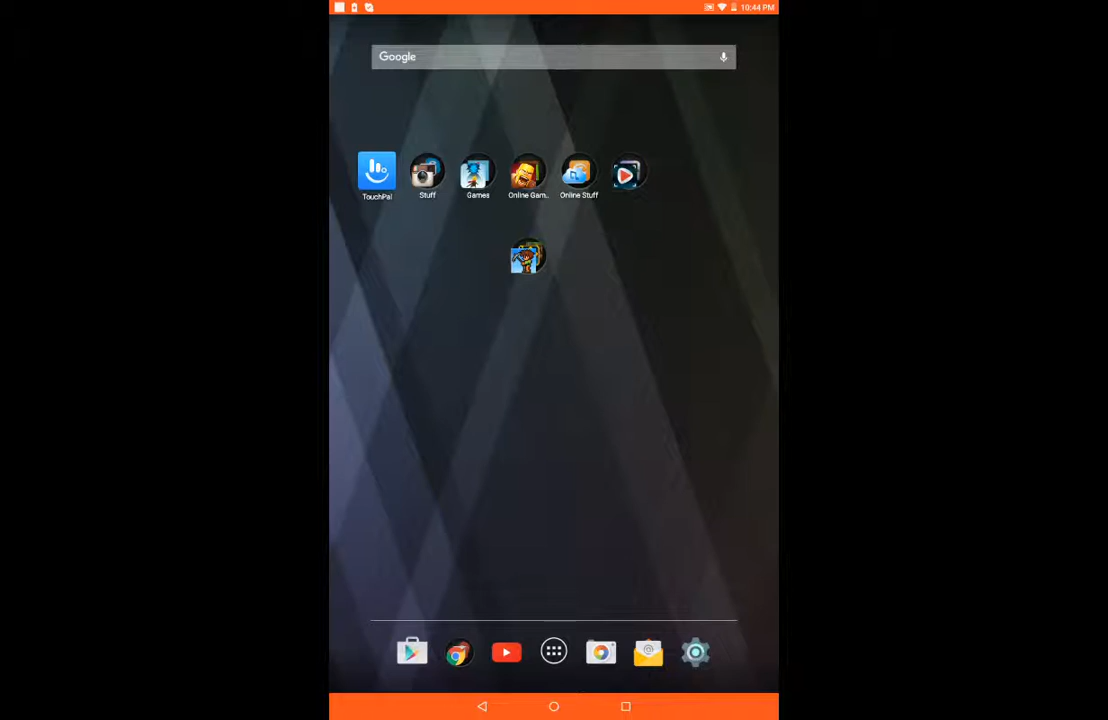 10:44 PM
Google
TouchPal
Stuff
Games
Online Gam..
Online Stuff